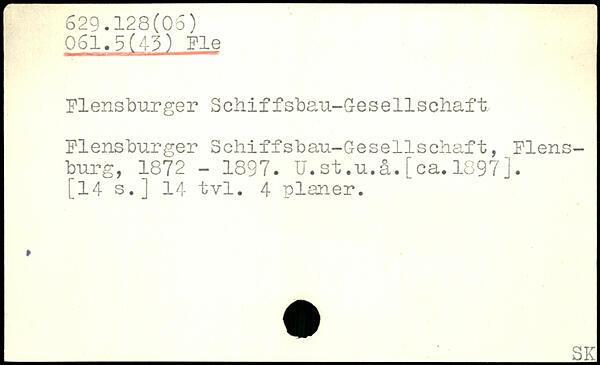 629.128(06)
061.5(43) Fle
Flensburger Schiffsbau-Gesellschaft
Flensburger Schiffsbau-Gesellschaft, Flens-
burg, 1872 - 1897. U.st.u.å.[ca.1897].
[14 s.] 14 tvl. 4 planer.
SK